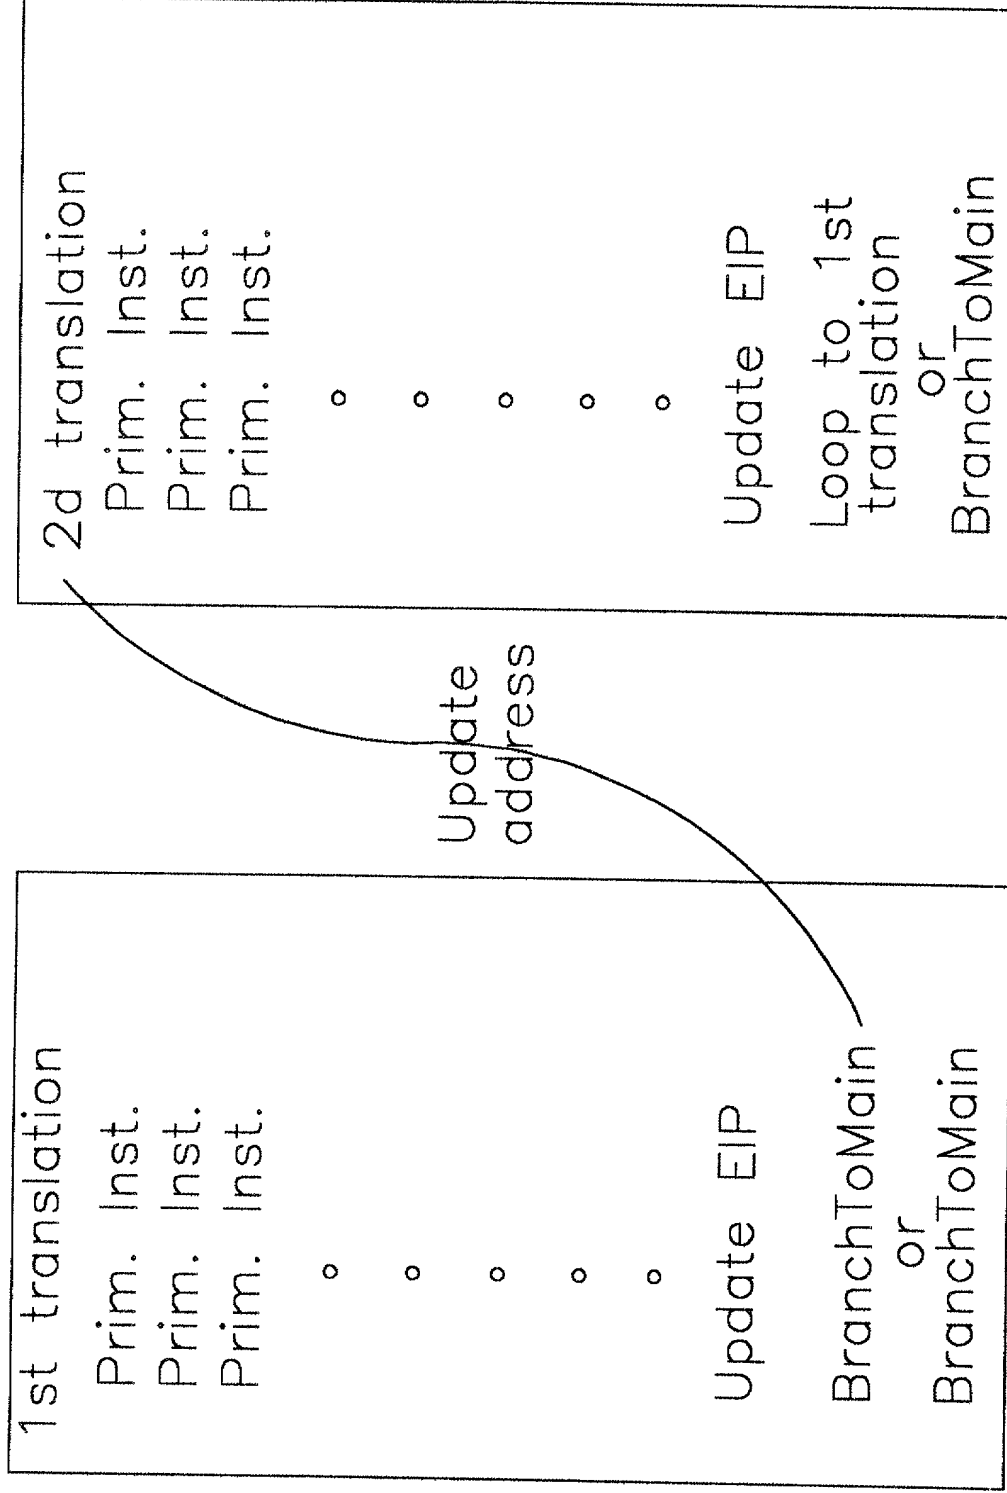 1st translation
Prim. Inst.
Prim. Inst.
Prim. Inst.
Update EIP
BranchToMain
or
BranchToMain
Update
address
2d translation
Prim. Inst.
Prim. Inst.
Prim. Inst.
Update EIP
Loop to 1st
translation
or
BranchToMain